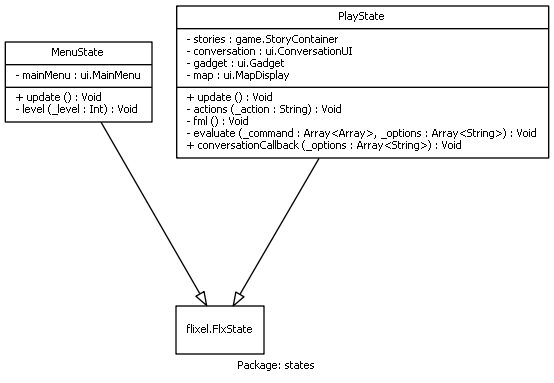 MenuState
- mainMenu : ui.MainMenu
+ update () : Void
- level (_level : Int) : Void
PlayState
- stories : game.StoryContainer
- conversation : ui.ConversationUI
- gadget : ui.Gadget
- map : ui.MapDisplay
+ update () : Void
- actions (_action : String) : Void
- fml () : Void
- evaluate (_command : Array<Array>, _options : Array<String>) : Void
+ conversationCallback (_options : Array<String>) : Void
flixel.FlxState
Package: states